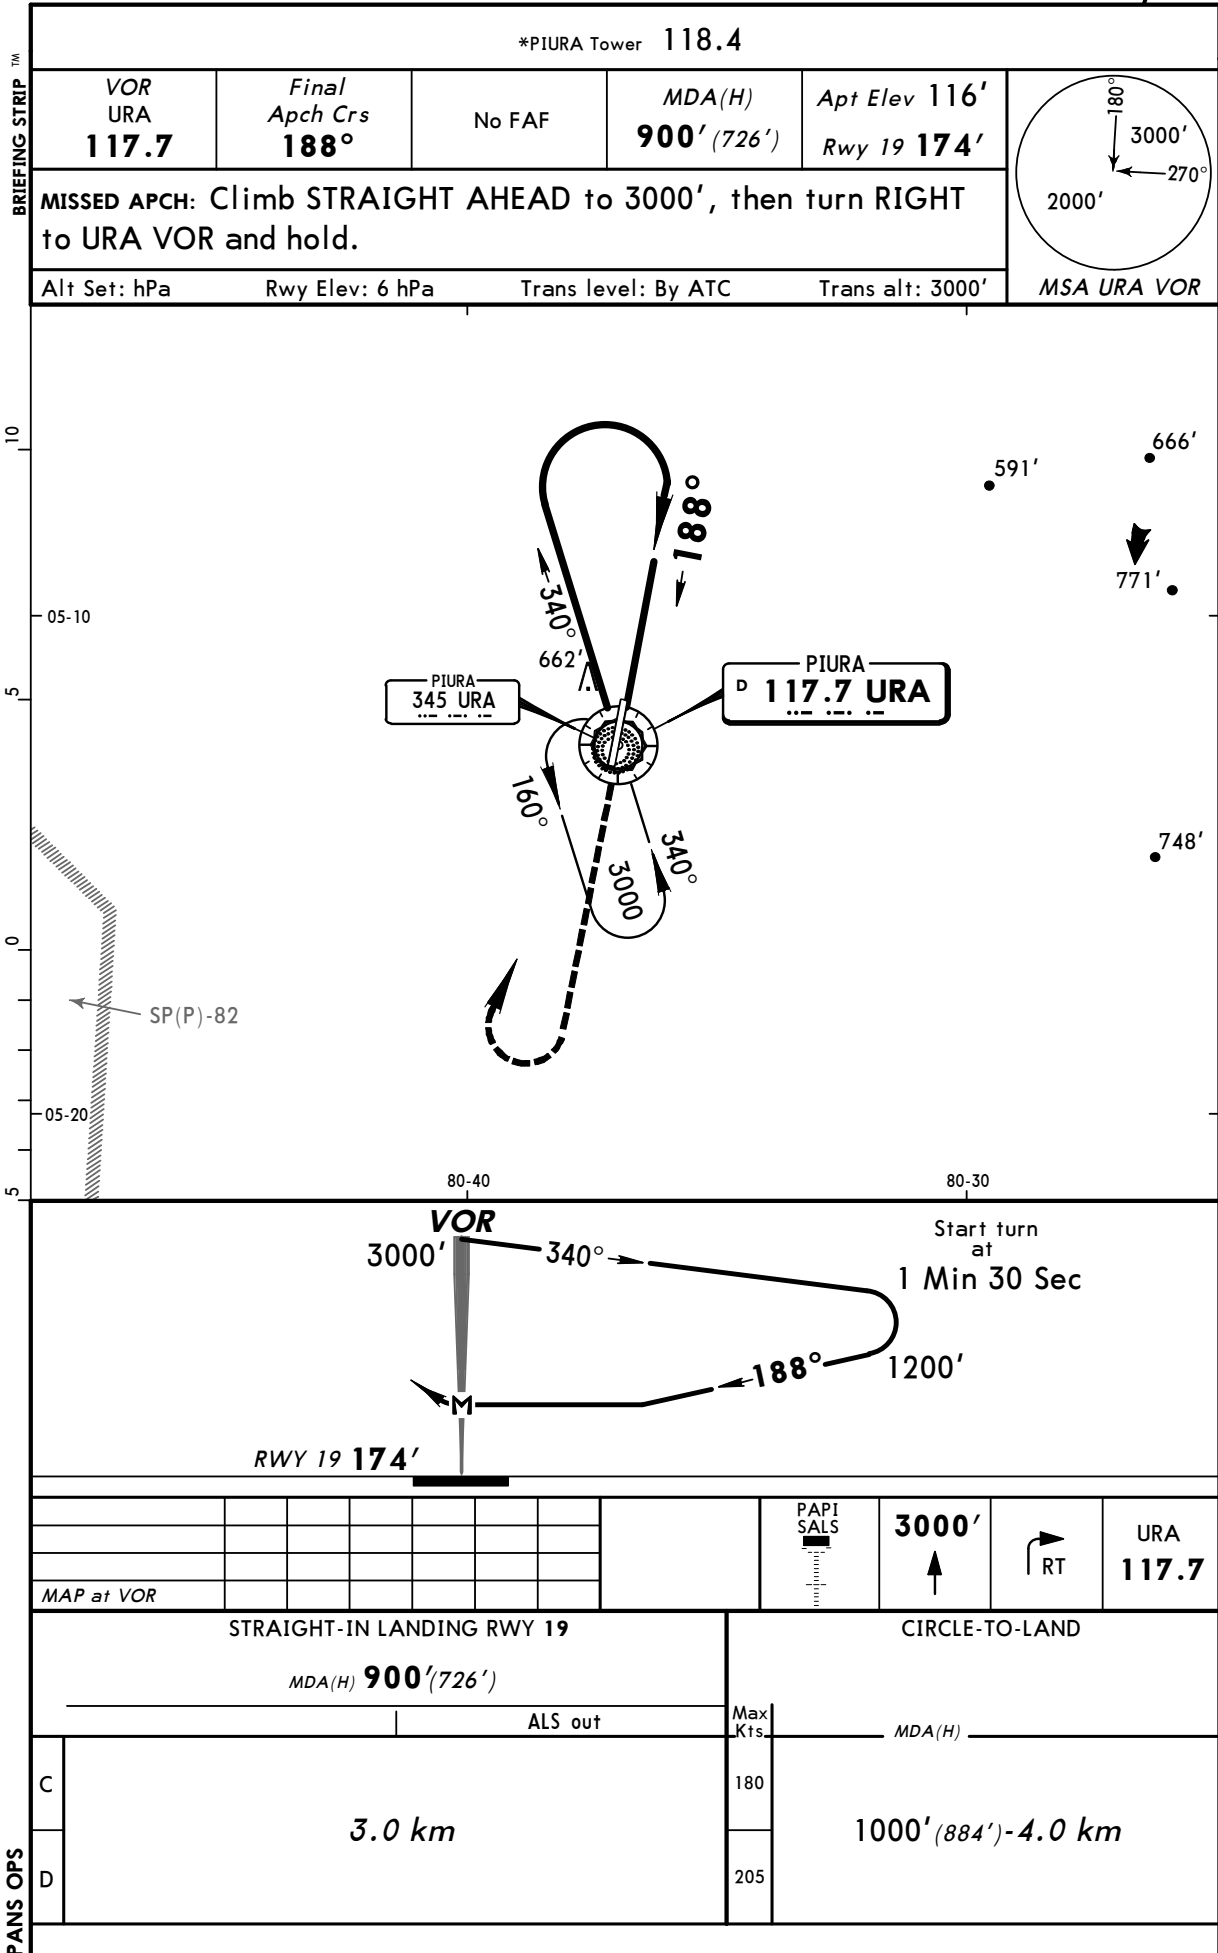 BRIEFING STRIP TM
*PIURA Tower 118.4
VOR
URA
117.7
Final
Apch Crs
188°
No FAF
MDA(H)
900' (726')
Apt Elev 116'
Rwy 19 174'
180°
3000'
270°
2000'
MSA URA VOR
MISSED APCH: Climb STRAIGHT AHEAD to 3000', then turn RIGHT
to URA VOR and hold.
Alt Set: hPa Rwy Elev: 6 hPa Trans level: By ATC Trans alt: 3000'
10
5
0
5
666'
591'
188°
771'
340°
05-10
662'
PIURA
345 URA
PIURA
D 117.7 URA
160°
340°
3000
748'
SP(P)-82
05-20
80-40
80-30
VOR
3000'
340°
Start turn
at
1 Min 30 Sec
188°
1200'
M
RWY 19 174'
MAP at VOR
PAPI
SALS
3000'
RT
URA
117.7
STRAIGHT-IN LANDING RWY 19
MDA(H) 900'(726')
ALS out
CIRCLE-TO-LAND
Max
Kts
MDA(H)
C
D
3.0 km
180
205
1000'(884')-4.0 km
PANS OPS